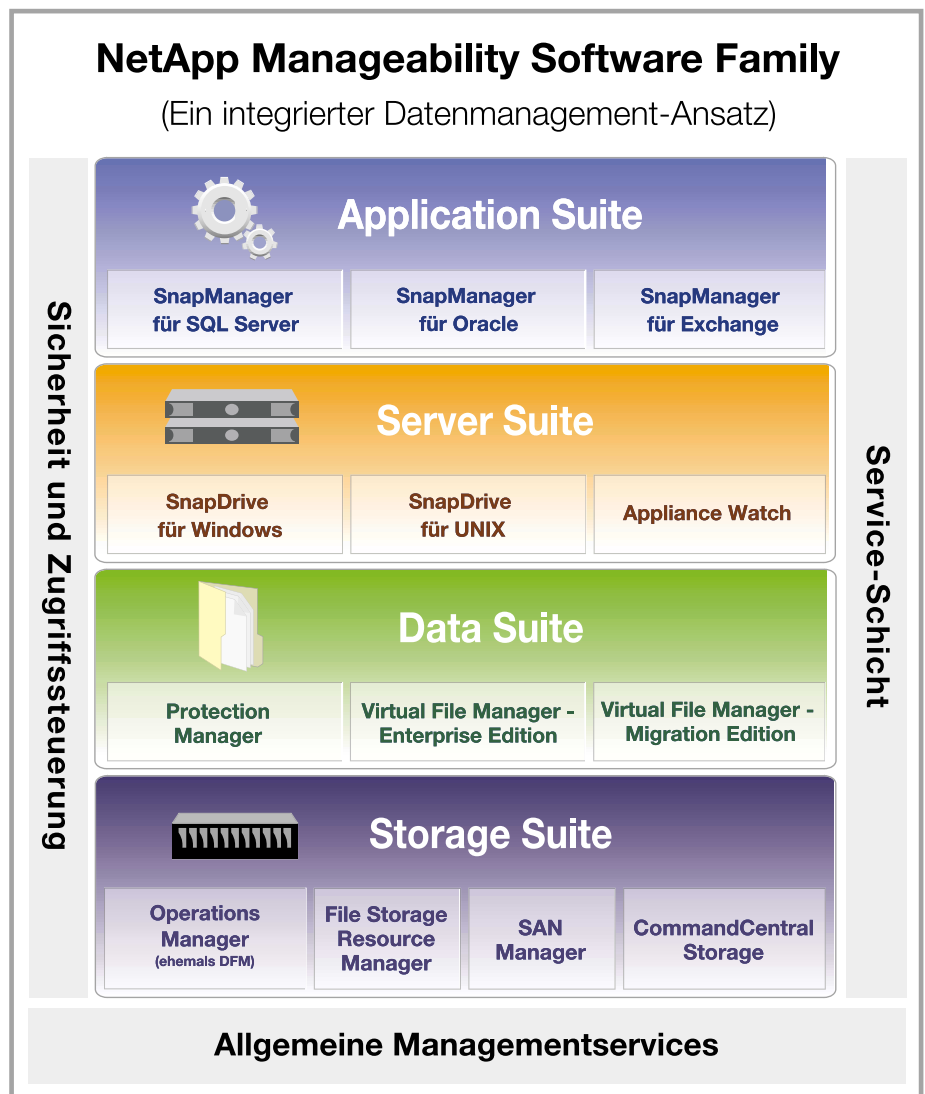 NetApp Manageability Software Family
(Ein integrierter Datenmanagement-Ansatz)
Sicherheit und Zugriffssteuerung
Application Suite
SnapManager
für SQL Server
SnapManager
für Oracle
SnapManager
für Exchange
Server Suite
SnapDrive
für Windows
SnapDrive
für UNIX
Appliance Watch
Data Suite
Protection
Manager
Virtual File Manager -
Enterprise Edition
Virtual File Manager -
Migration Edition
Storage Suite
Operations
Manager
(ehemals DFM)
File Storage
Resource
Manager
SAN
Manager
CommandCentral
Storage
Service-Schicht
Allgemeine Managementservices